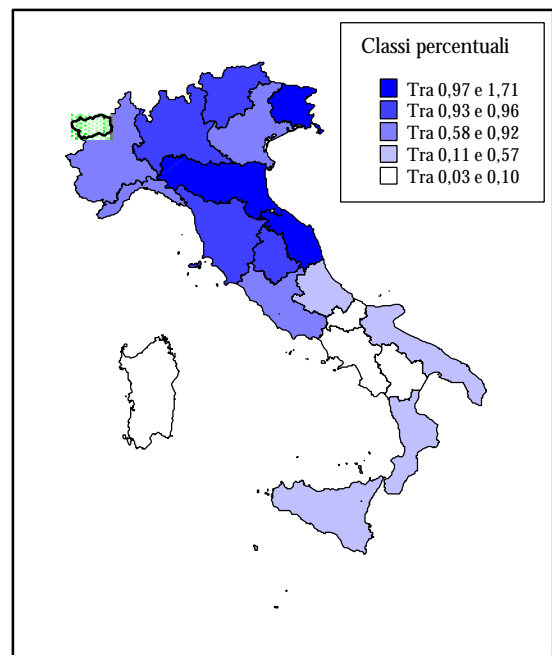 Classi percentuali
Tra 0,97 e 1,71
Tra 0,93 e 0,96
Tra 0,58 e 0,92
Tra 0,11 e 0,57
Tra 0,03 e 0,10